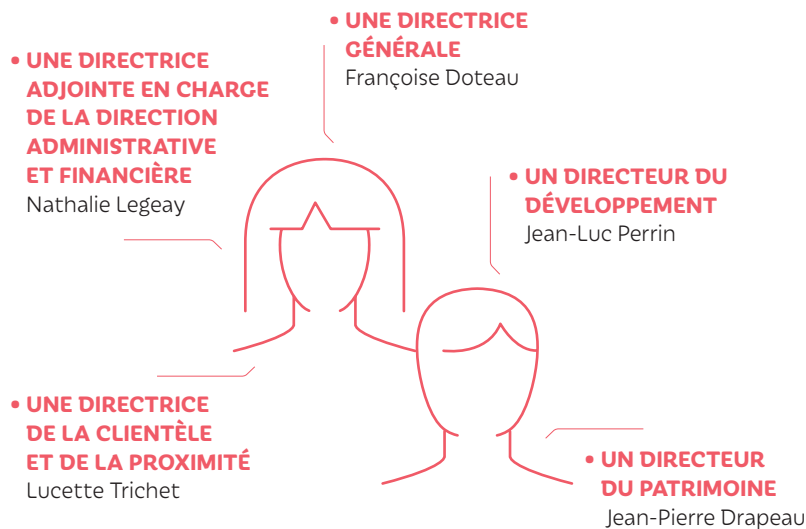 • UNE DIRECTRICE
GÉNÉRALE
Françoise Doteau
• UNE DIRECTRICE
ADJOINTE EN CHARGE
DE LA DIRECTION
ADMINISTRATIVE
ET FINANCIÈRE
Nathalie Legeay
• UN DIRECTEUR DU
DÉVELOPPEMENT
Jean-Luc Perrin
• UNE DIRECTRICE
DE LA CLIENTÈLE
ET DE LA PROXIMITÉ
Lucette Trichet
• UN DIRECTEUR
DU PATRIMOINE
Jean-Pierre Drapeau